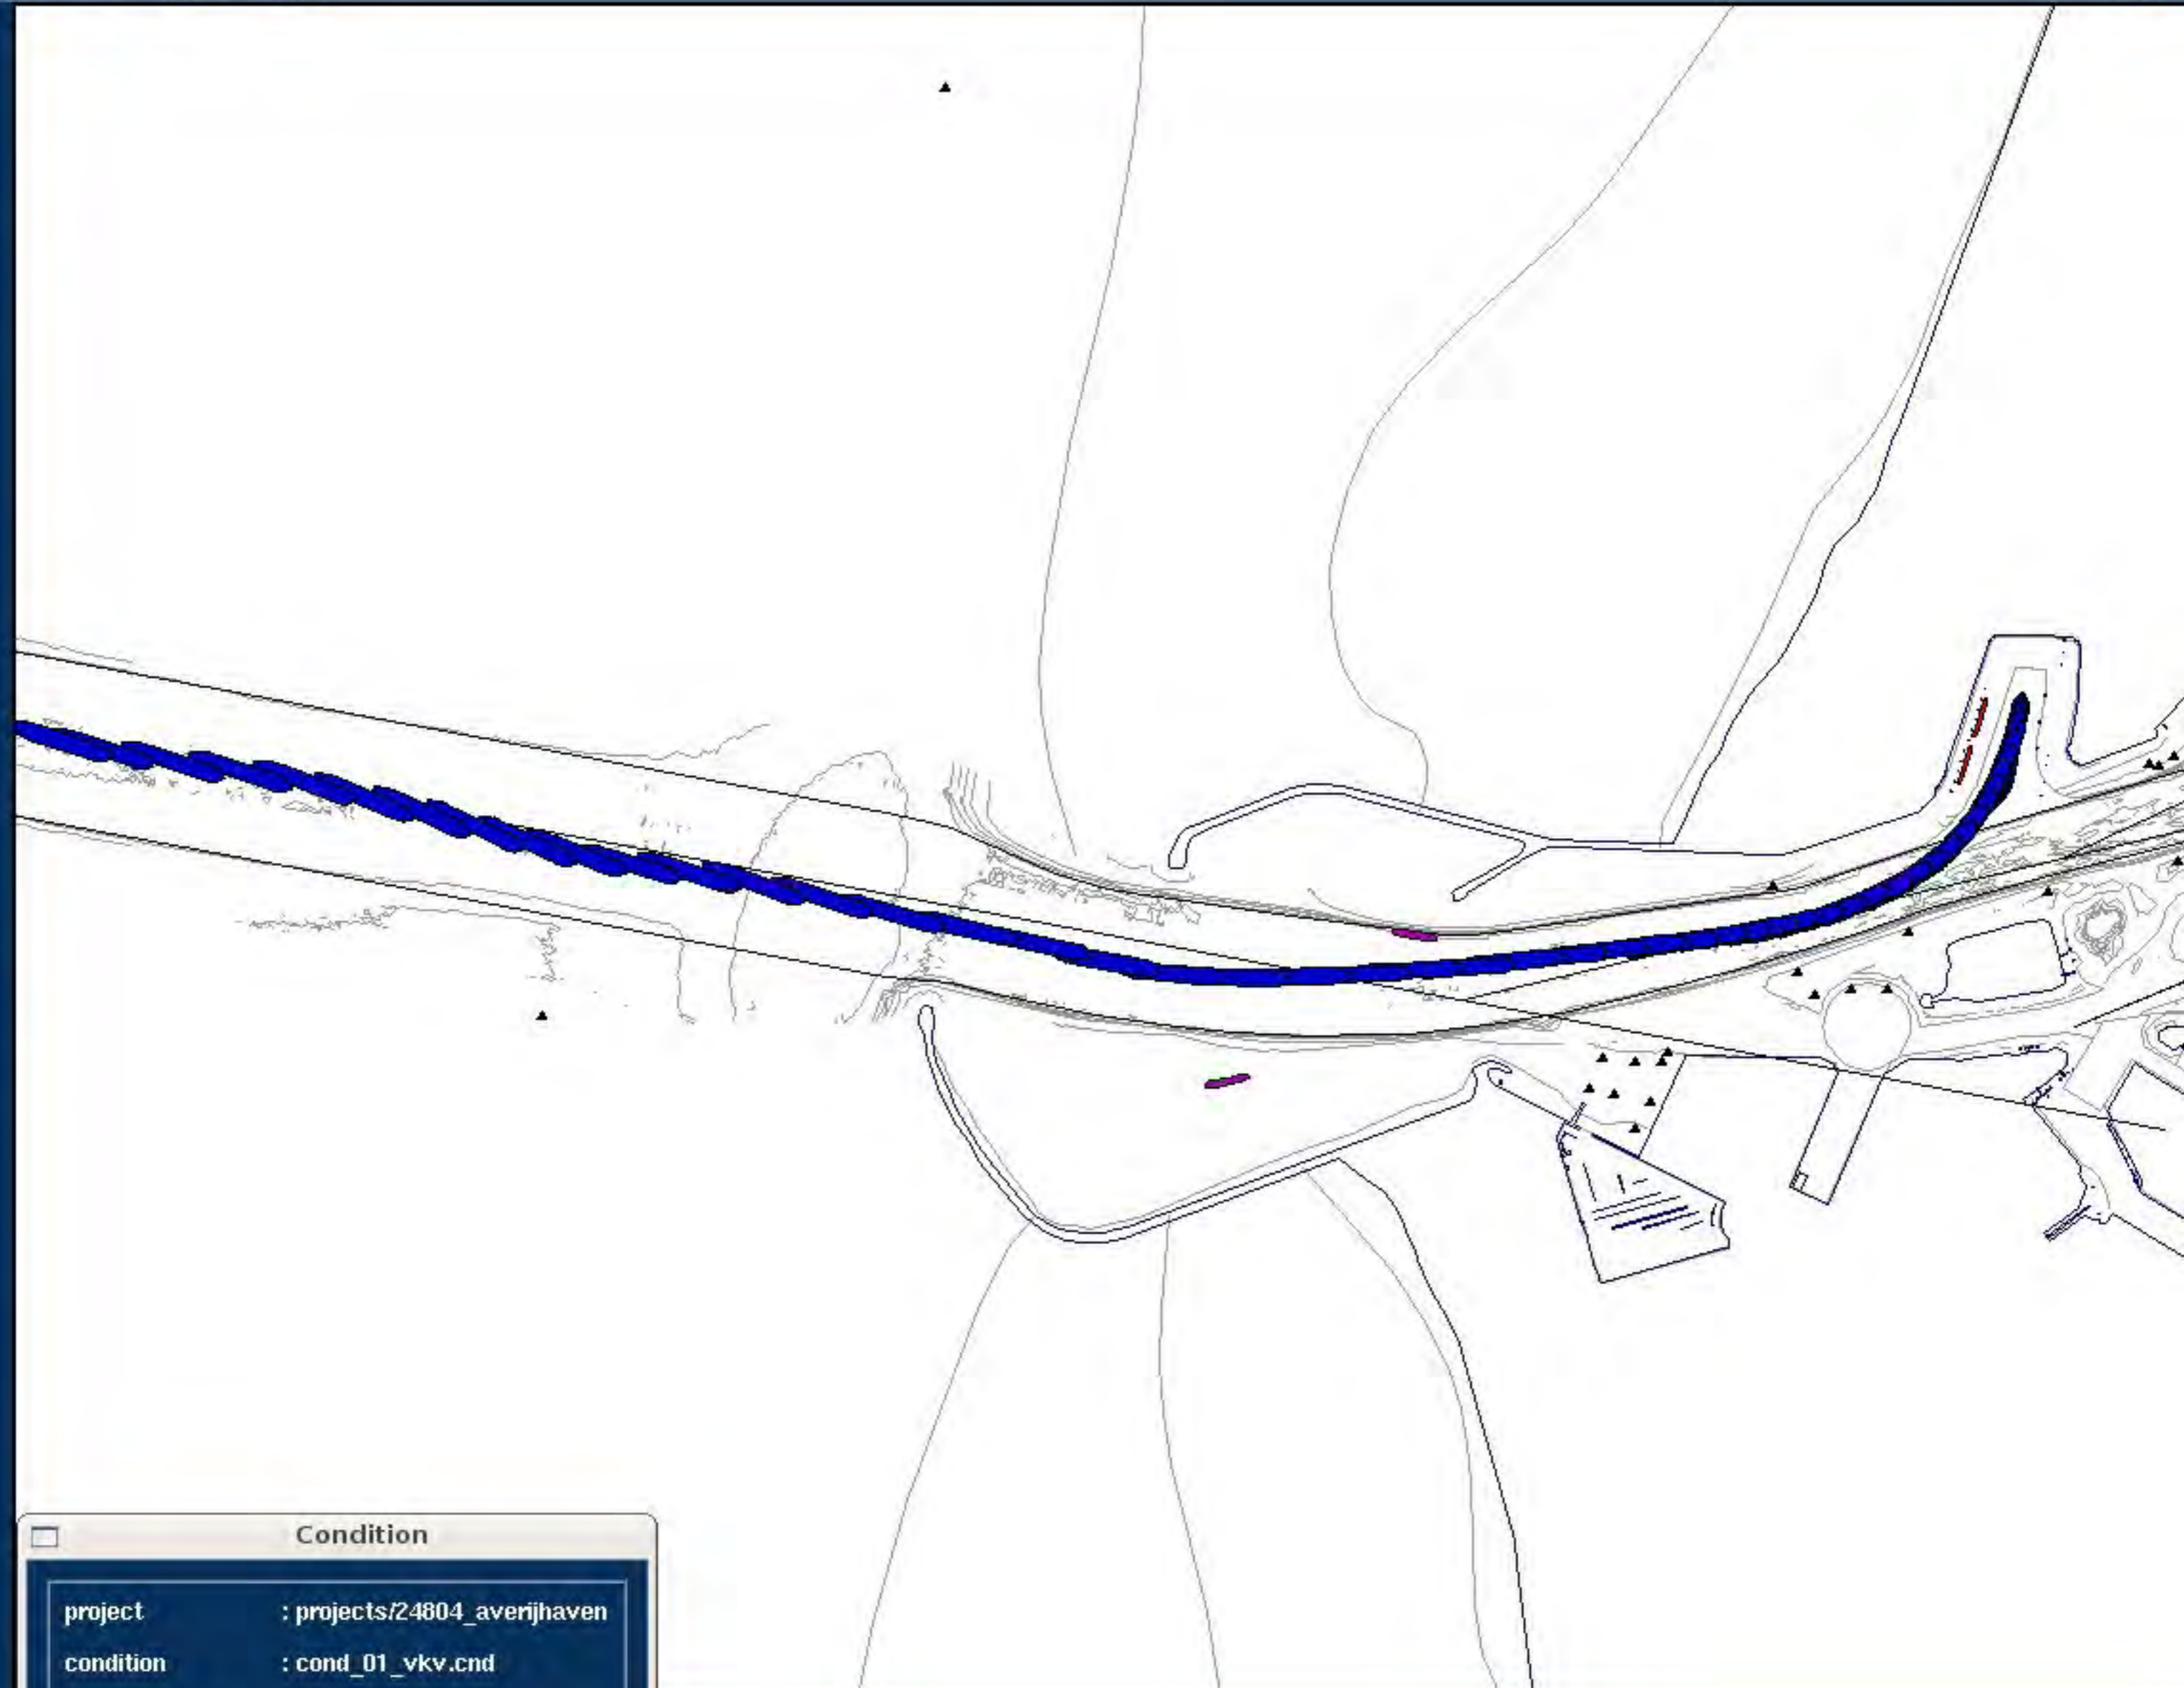 Condition
project : projects/24804_averijhaven
condition : cond_01_vkv.cnd